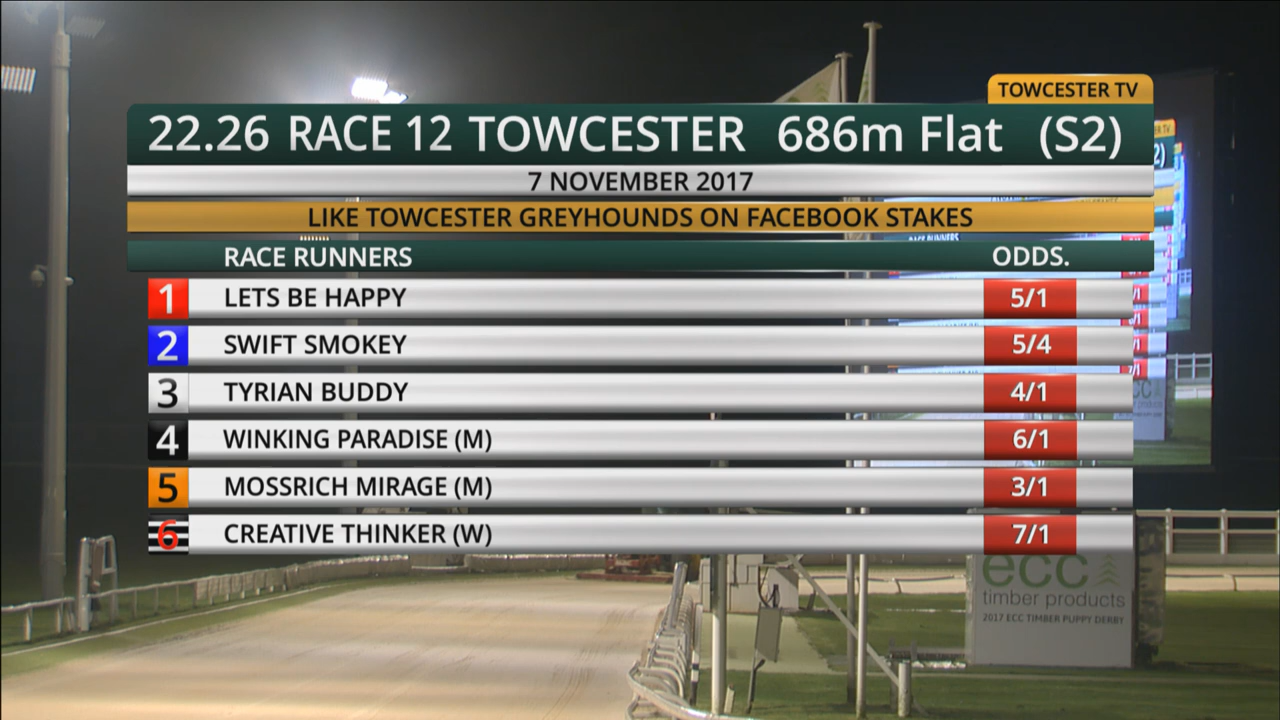 TOWCESTER TV
22.26 RACE 12 TOWCESTER 686m Flat (S2)
7 NOVEMBER 2017
LIKE TOWCESTER GREYHOUNDS ON FACEBOOK STAKES
RACE RUNNERS ODDS.
1 LETS BE HAPPY 5/1
2 SWIFT SMOKEY 5/4
3 TYRIAN BUDDY 4/1
4 WINKING PARADISE (M) 6/1
5 MOSSRICH MIRAGE (M) 3/1
6 CREATIVE THINKER (W) 7/1
ecc
timber products
2017 ECC TIMBER PUPPY DERBY